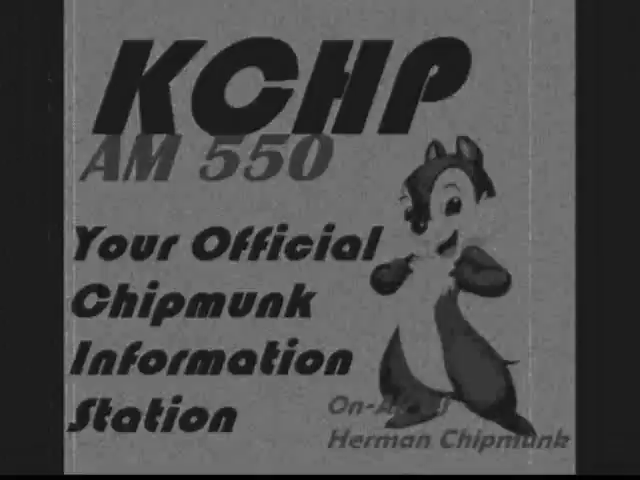 KCHP
AM 550
Your Official
Chipmunk
Information
Station
Herman Chipmunk